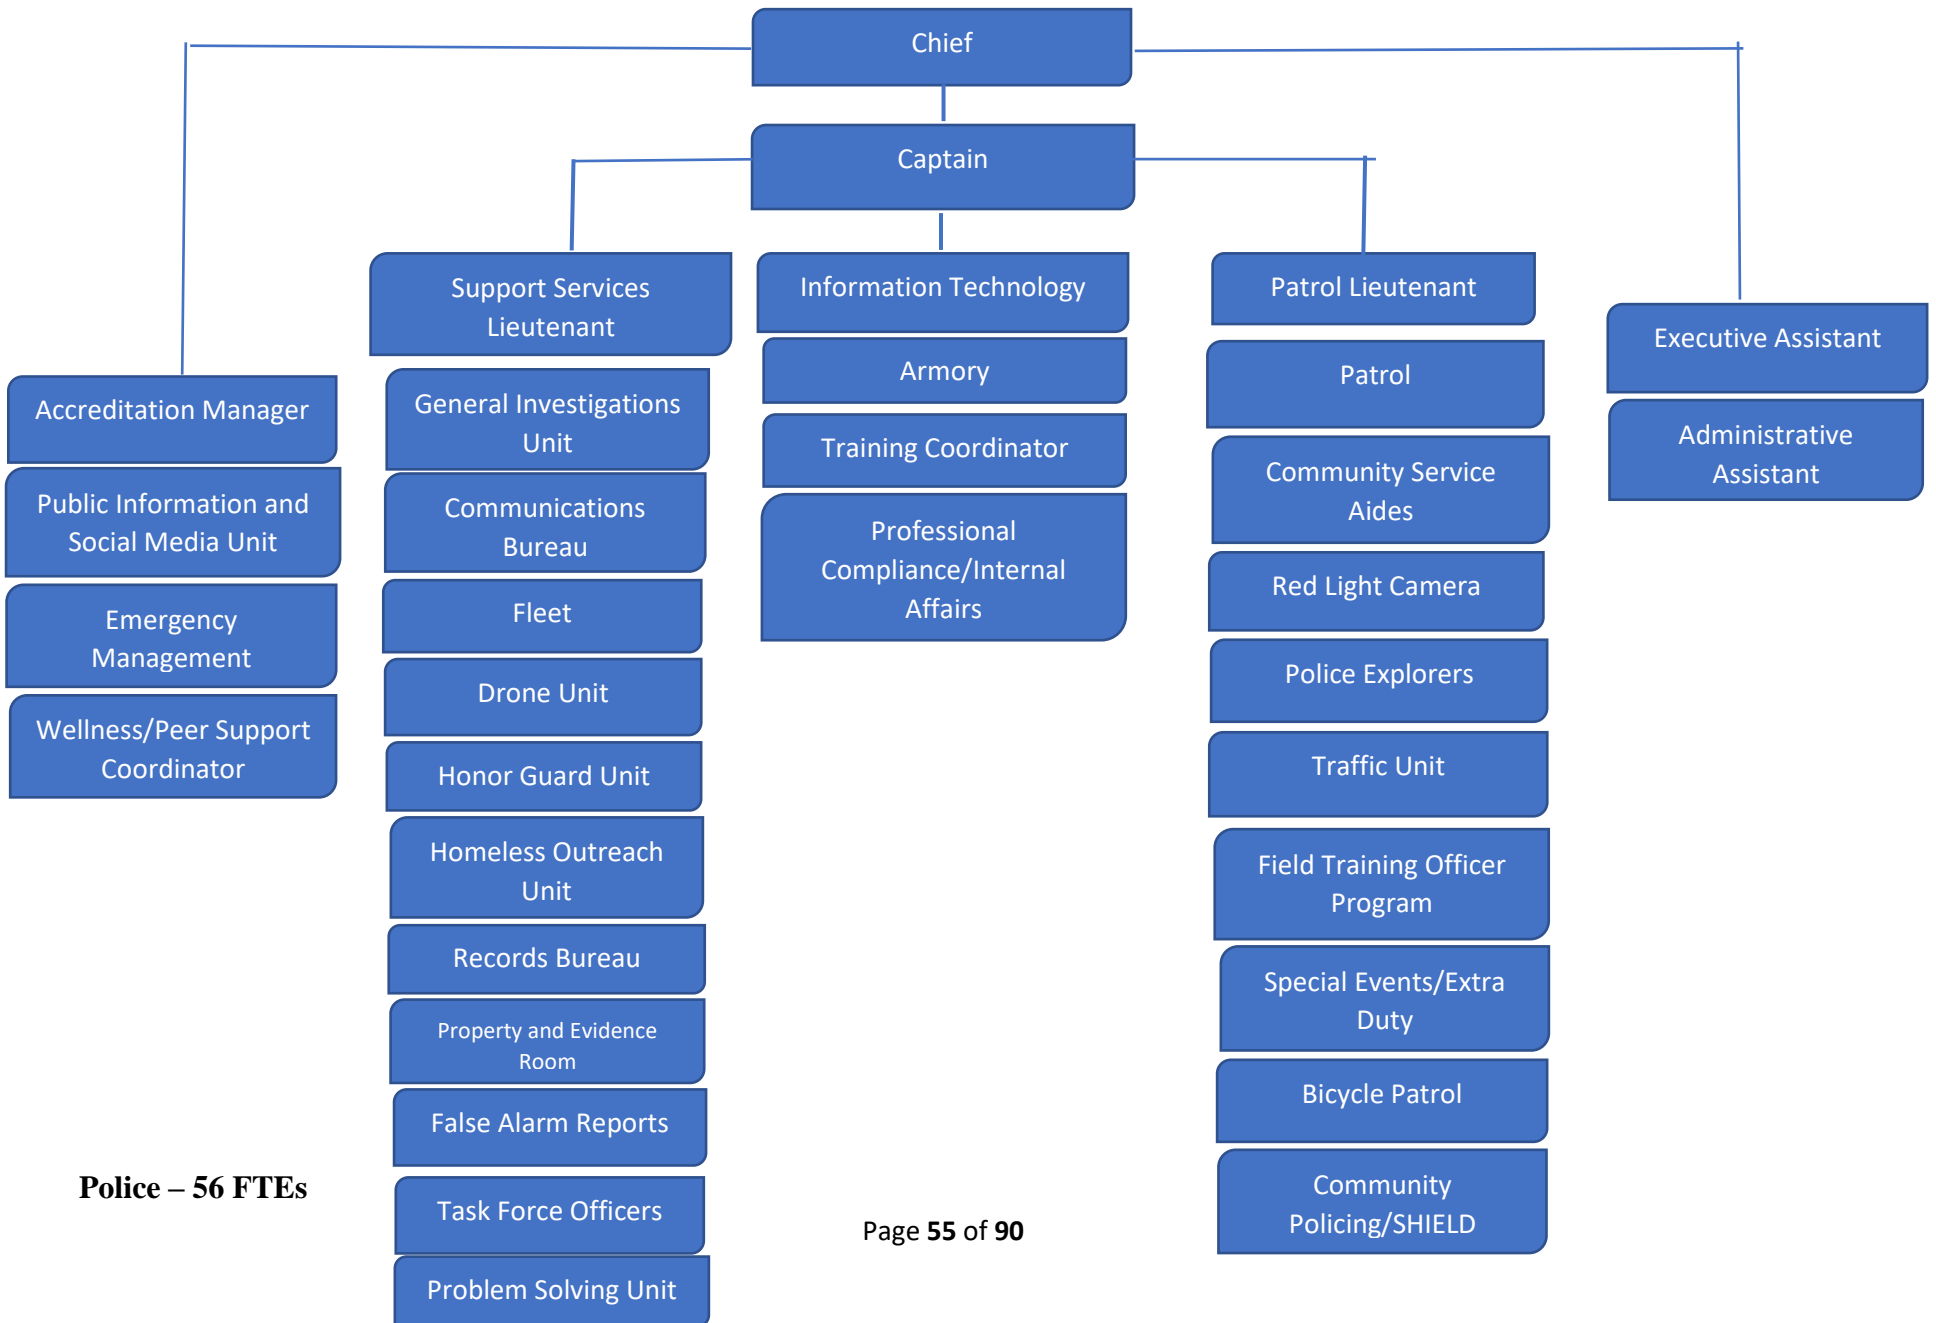 Chief
Captain
Accreditation Manager
Public Information and
Social Media Unit
Emergency
Management
Wellness/Peer Support
Coordinator
Support Services
Lieutenant
General Investigations
Unit
Communications
Bureau
Fleet
Drone Unit
Honor Guard Unit
Homeless Outreach
Unit
Records Bureau
Property and Evidence
Room
False Alarm Reports
Task Force Officers
Problem Solving Unit
Information Technology
Armory
Training Coordinator
Professional
Compliance/Internal
Affairs
Patrol Lieutenant
Patrol
Community Service
Aides
Red Light Camera
Police Explorers
Traffic Unit
Field Training Officer
Program
Special Events/Extra
Duty
Bicycle Patrol
Community
Policing/SHIELD
Executive Assistant
Administrative
Assistant
Police – 56 FTEs
Page 55 of 90